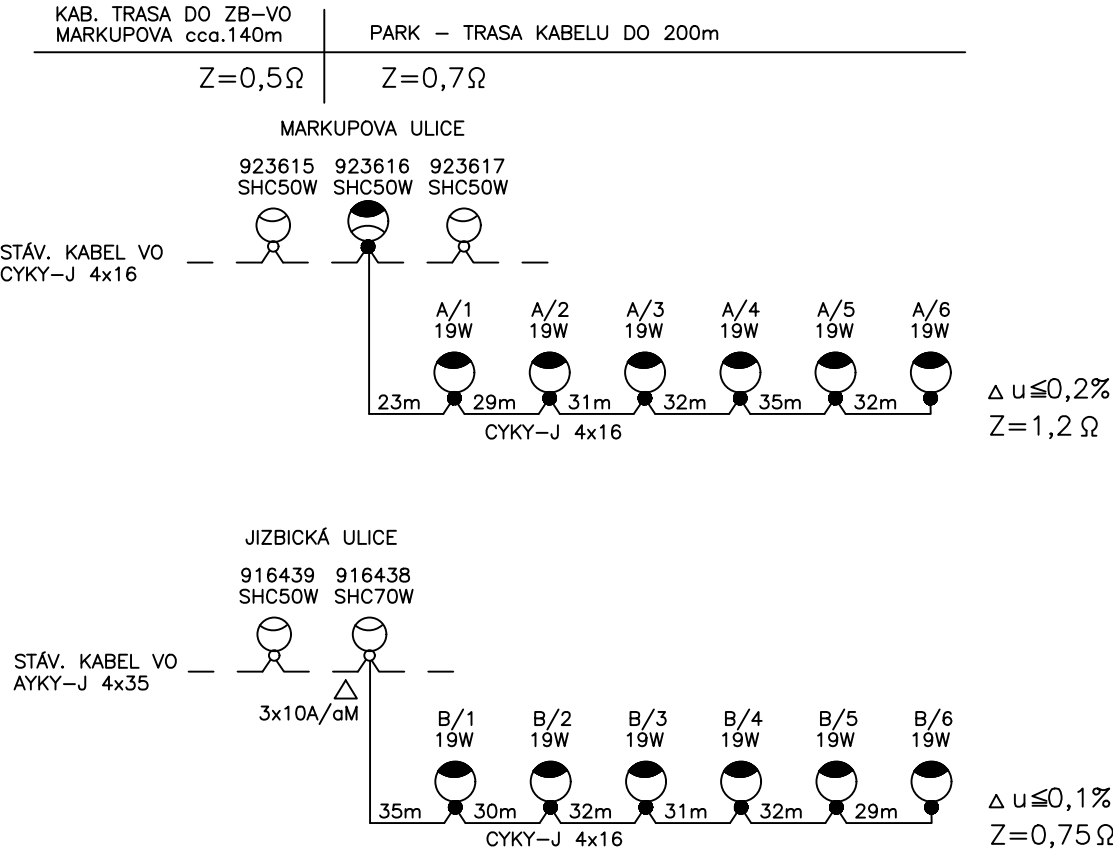 KAB. TRASA DO ZB–VO
MARKUPOVA cca.140m
PARK – TRASA KABELU DO 200m
Z=0,5Ω
Z=0,7Ω
MARKUPOVA ULICE
923615 923616 923617
SHC50W SHC50W SHC50W
STÁV. KABEL VO
CYKY–J 4x16
A/1 A/2 A/3 A/4 A/5 A/6
19W 19W 19W 19W 19W 19W
23m 29m 31m 32m 35m 32m
CYKY–J 4x16
△ u≦0,2%
Z=1,2 Ω
JIZBICKÁ ULICE
916439 916438
SHC50W SHC70W
STÁV. KABEL VO
AYKY–J 4x35
3x10A/aM
B/1 B/2 B/3 B/4 B/5 B/6
19W 19W 19W 19W 19W 19W
35m 30m 32m 31m 32m 29m
CYKY–J 4x16
△ u≦0,1%
Z=0,75Ω